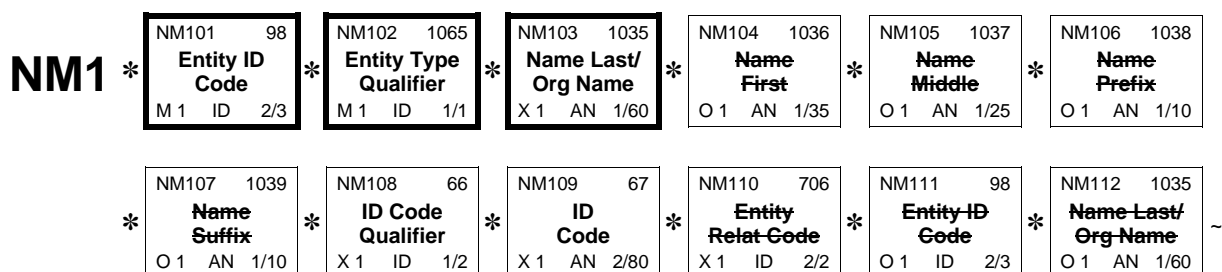 NM101 98 NM102 1065 NM103 1035 NM104 1036 NM105 1037 NM106 1038
NM1 * Entity ID Code * Entity Type Qualifier * Name Last/ Org Name * Name First * Name Middle * Name Prefix
M 1 ID 2/3 M 1 ID 1/1 X 1 AN 1/60 O 1 AN 1/35 O 1 AN 1/25 O 1 AN 1/10
NM107 1039 NM108 66 NM109 67 NM110 706 NM111 98 NM112 1035
* Name Suffix * ID Code Qualifier * ID Code * Entity Relat Code * Entity ID Code * Name Last/ Org Name ~
O 1 AN 1/10 X 1 ID 1/2 X 1 AN 2/80 X 1 ID 2/2 O 1 ID 2/3 O 1 AN 1/60